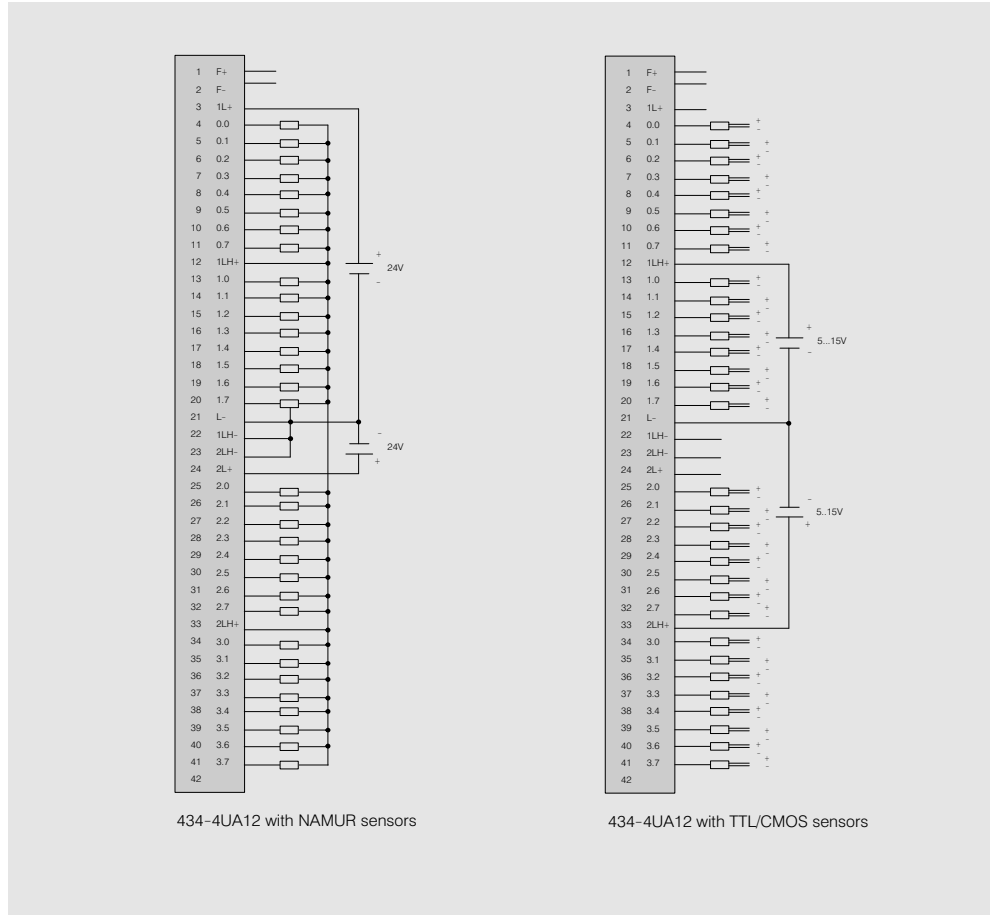 1 F+
2 F-
3 1L+
4 0.0
5 0.1
6 0.2
7 0.3
8 0.4
9 0.5
10 0.6
11 0.7
12 1LH+
13 1.0
14 1.1
15 1.2
16 1.3
17 1.4
18 1.5
19 1.6
20 1.7
21 L-
22 1LH-
23 2LH-
24 2L+
25 2.0
26 2.1
27 2.2
28 2.3
29 2.4
30 2.5
31 2.6
32 2.7
33 2LH+
34 3.0
35 3.1
36 3.2
37 3.3
38 3.4
39 3.5
40 3.6
41 3.7
42
+
24V
-
-
24V
+
434-4UA12 with NAMUR sensors
1 F+
2 F-
3 1L+
4 0.0 + -
5 0.1 + -
6 0.2 + -
7 0.3 + -
8 0.4 + -
9 0.5 + -
10 0.6 + -
11 0.7 + -
12 1LH+
13 1.0 + -
14 1.1 + -
15 1.2 + -
16 1.3 + -
17 1.4 + -
18 1.5 + -
19 1.6 + -
20 1.7 + -
21 L-
22 1LH-
23 2LH-
24 2L+
25 2.0 + -
26 2.1 + -
27 2.2 + -
28 2.3 + -
29 2.4 + -
30 2.5 + -
31 2.6 + -
32 2.7 + -
33 2LH+
34 3.0 + -
35 3.1 + -
36 3.2 + -
37 3.3 + -
38 3.4 + -
39 3.5 + -
40 3.6 + -
41 3.7 + -
42
+
5...15V
-
-
5..15V
+
434-4UA12 with TTL/CMOS sensors